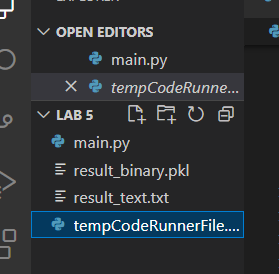 OPEN EDITORS
main.py
tempCodeRunne...
LAB 5
main.py
result_binary.pkl
result_text.txt
tempCodeRunnerFile....